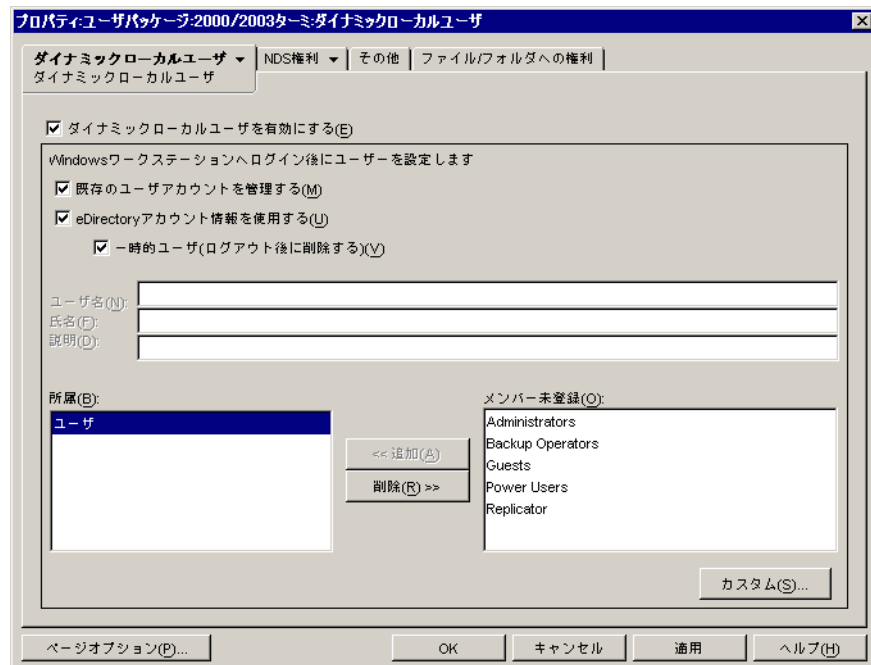 プロパティ:ユーザパッケージ:2000/2003ターミ:ダイナミックローカルユーザ
ダイナミックローカルユーザ NDS権利 その他 ファイル/フォルダへの権利
ダイナミックローカルユーザ
ダイナミックローカルユーザを有効にする(E)
Windowsワークステーションへログイン後にユーザーを設定します
既存のユーザアカウントを管理する(M)
eDirectoryアカウント情報を使用する(U)
一時的ユーザ(ログアウト後に削除する)(V)
ユーザ名(N):
氏名(F):
説明(D):
所属(B):
ユーザ
<< 追加(A)
削除(R) >>
メンバー未登録(O):
Administrators
Backup Operators
Guests
Power Users
Replicator
カスタム(S)...
ページオプション(P)... OK キャンセル 適用 ヘルプ(H)